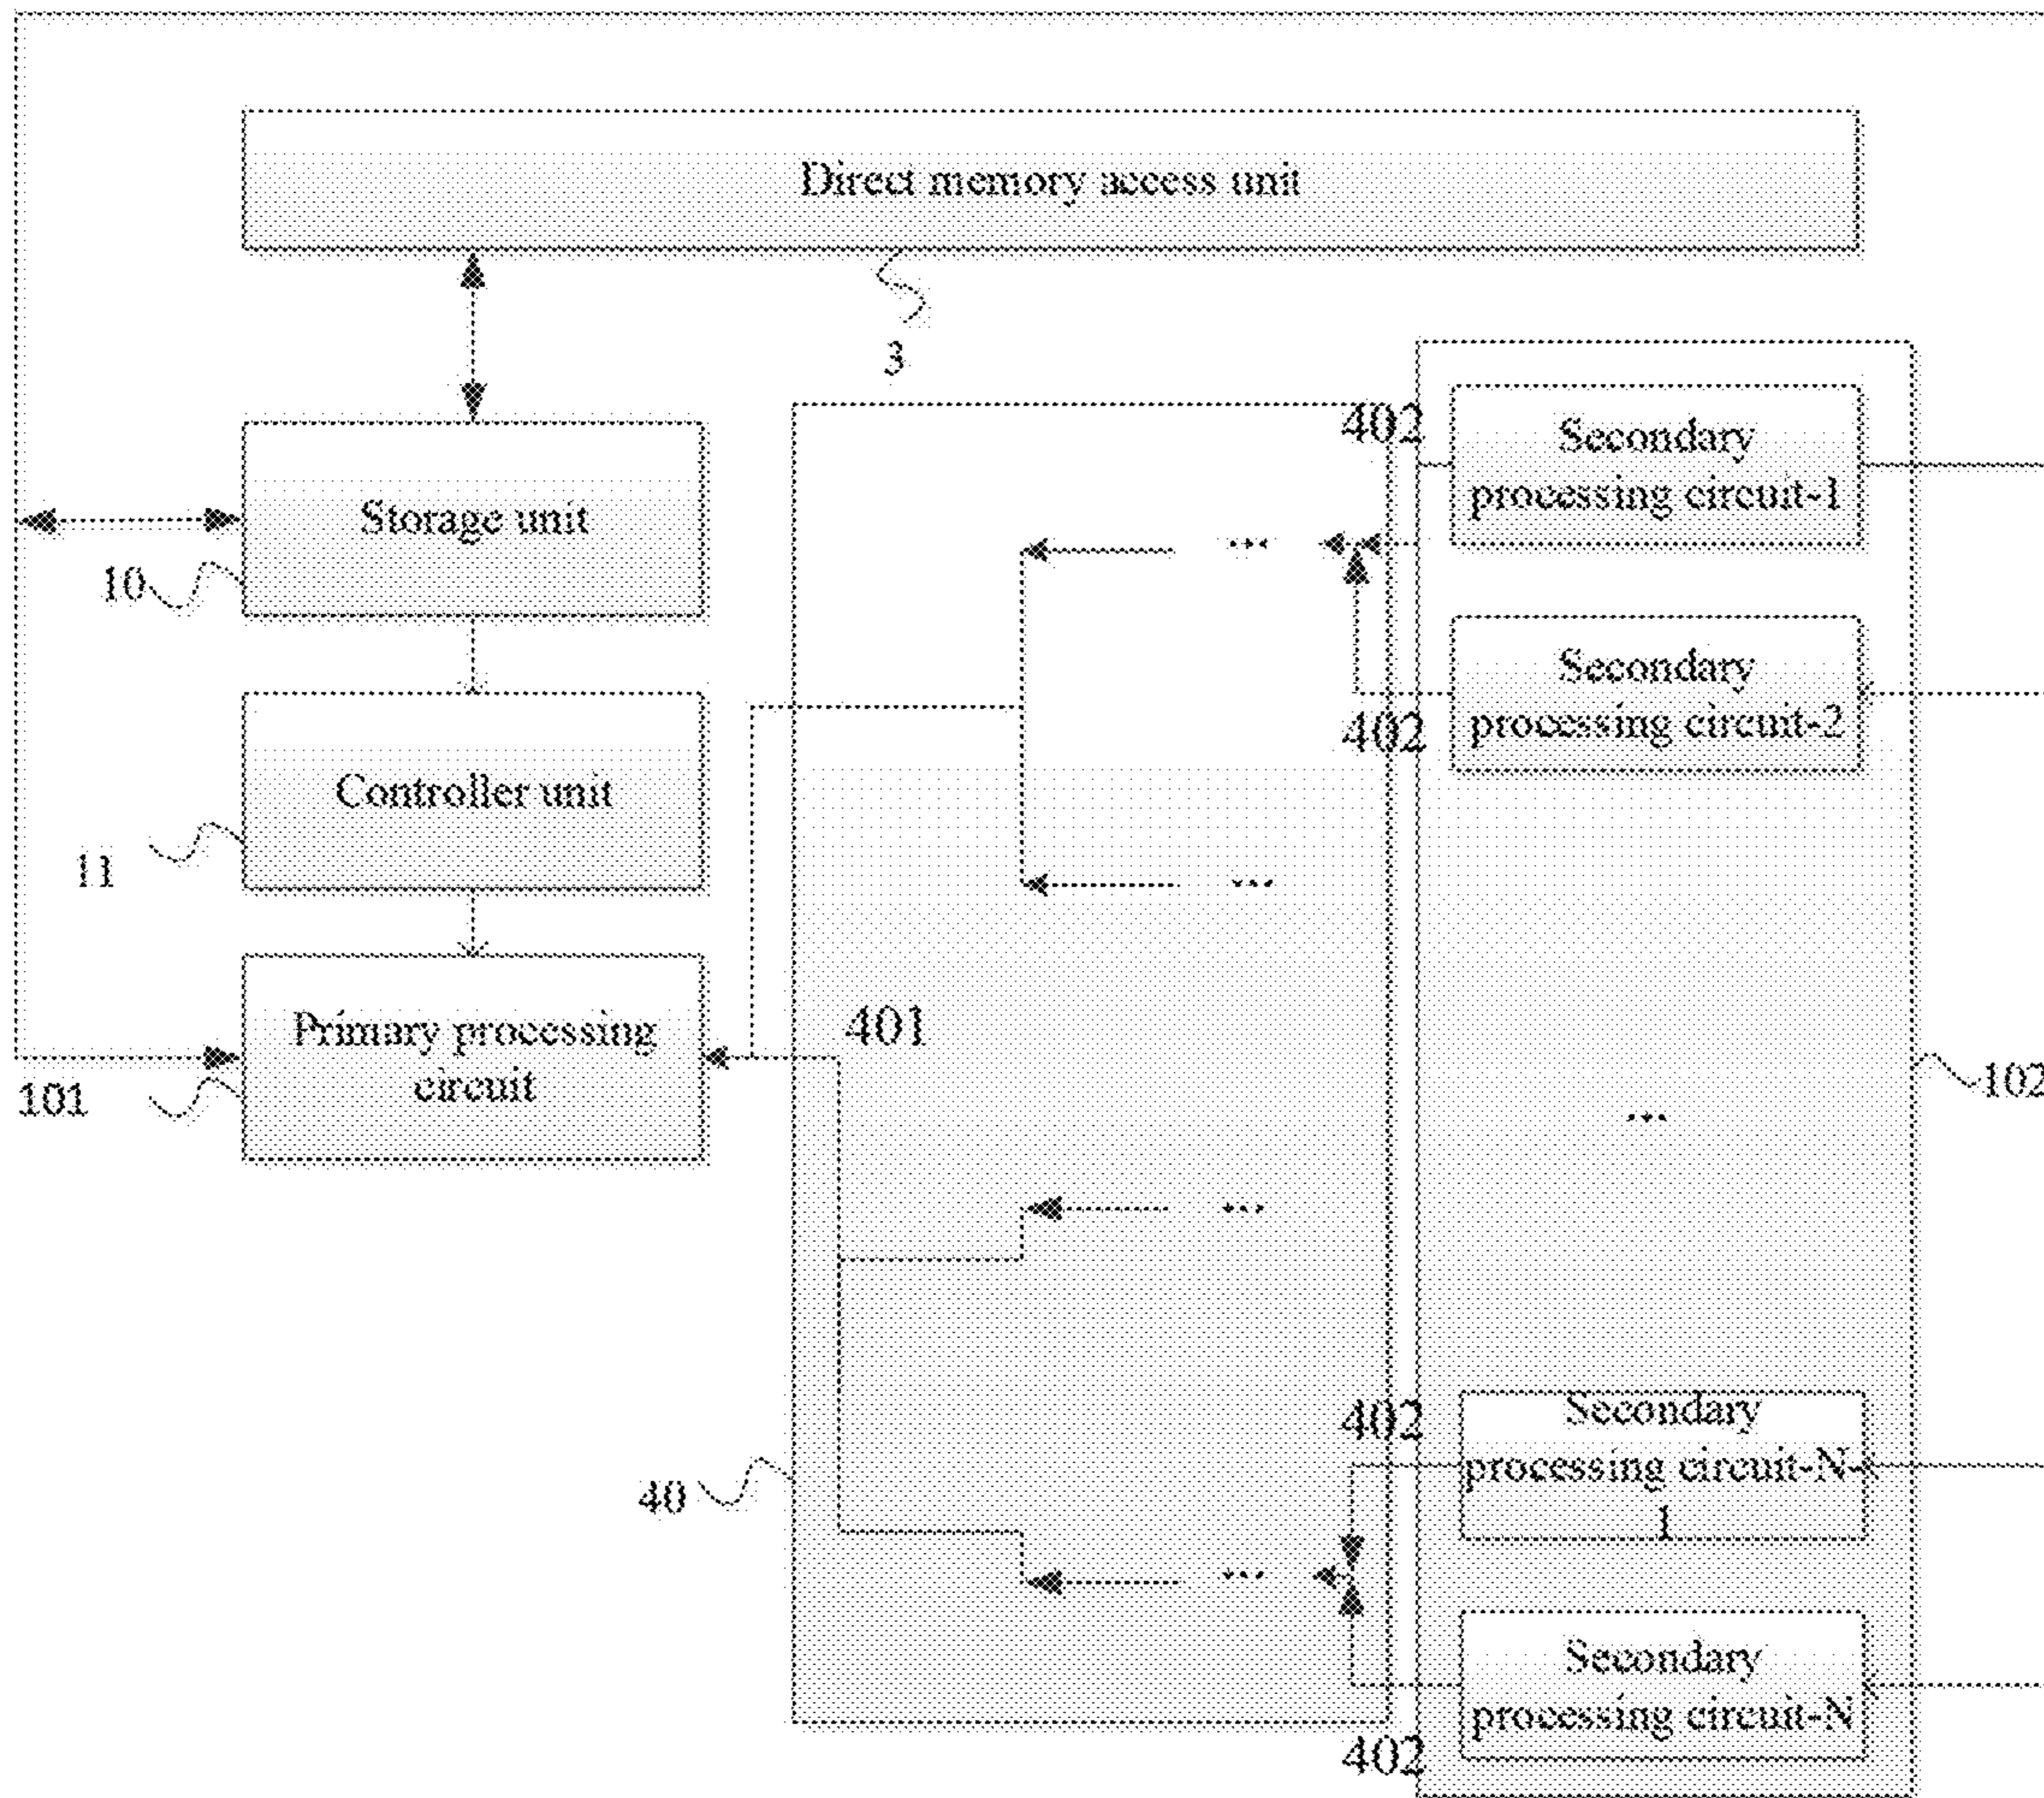 Direct memory access unit
3
402
Secondary
processing circuit-1
Storage unit
...
10
Secondary
processing circuit-2
402
Controller unit
11
...
401
Primary processing
circuit
101
102
...
...
402
Secondary
processing circuit-N-
1
40
...
Secondary
processing circuit-N
402